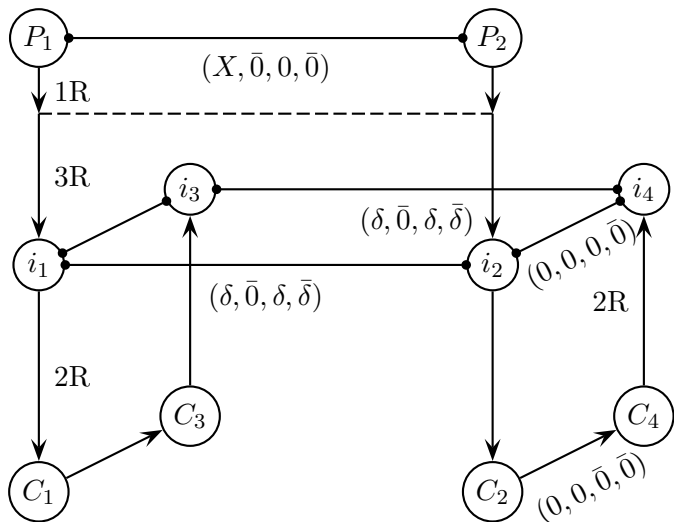 P₁
P₂
(X, 0̄, 0, 0̄)
1R
3R
i₃
i₄
(δ, 0̄, δ, δ̄)
i₁
i₂
(0, 0, 0, 0̄)
(δ, 0̄, δ, δ̄)
2R
2R
C₃
C₄
C₁
C₂
(0, 0, 0̄, 0̄)